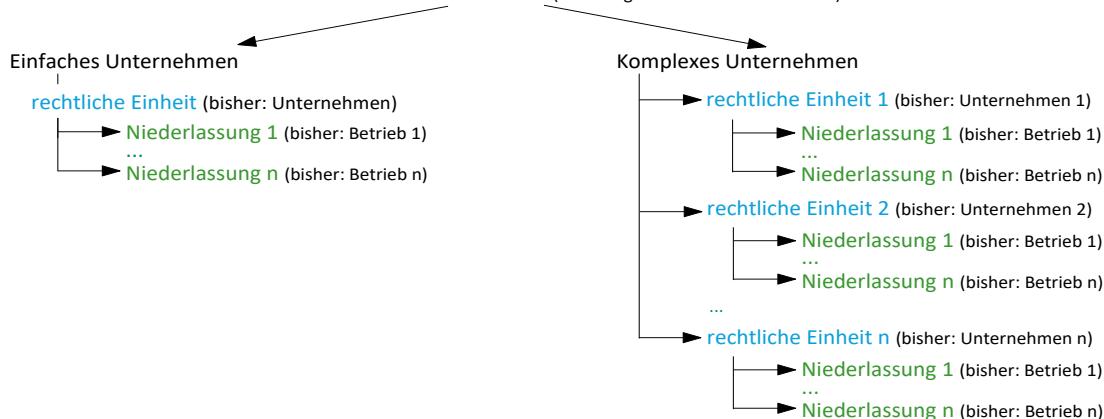 Einfaches Unternehmen
rechtliche Einheit (bisher: Unternehmen)
Niederlassung 1 (bisher: Betrieb 1)
...
Niederlassung n (bisher: Betrieb n)
Komplexes Unternehmen
rechtliche Einheit 1 (bisher: Unternehmen 1)
Niederlassung 1 (bisher: Betrieb 1)
...
Niederlassung n (bisher: Betrieb n)
rechtliche Einheit 2 (bisher: Unternehmen 2)
Niederlassung 1 (bisher: Betrieb 1)
...
Niederlassung n (bisher: Betrieb n)
...
rechtliche Einheit n (bisher: Unternehmen n)
Niederlassung 1 (bisher: Betrieb 1)
...
Niederlassung n (bisher: Betrieb n)